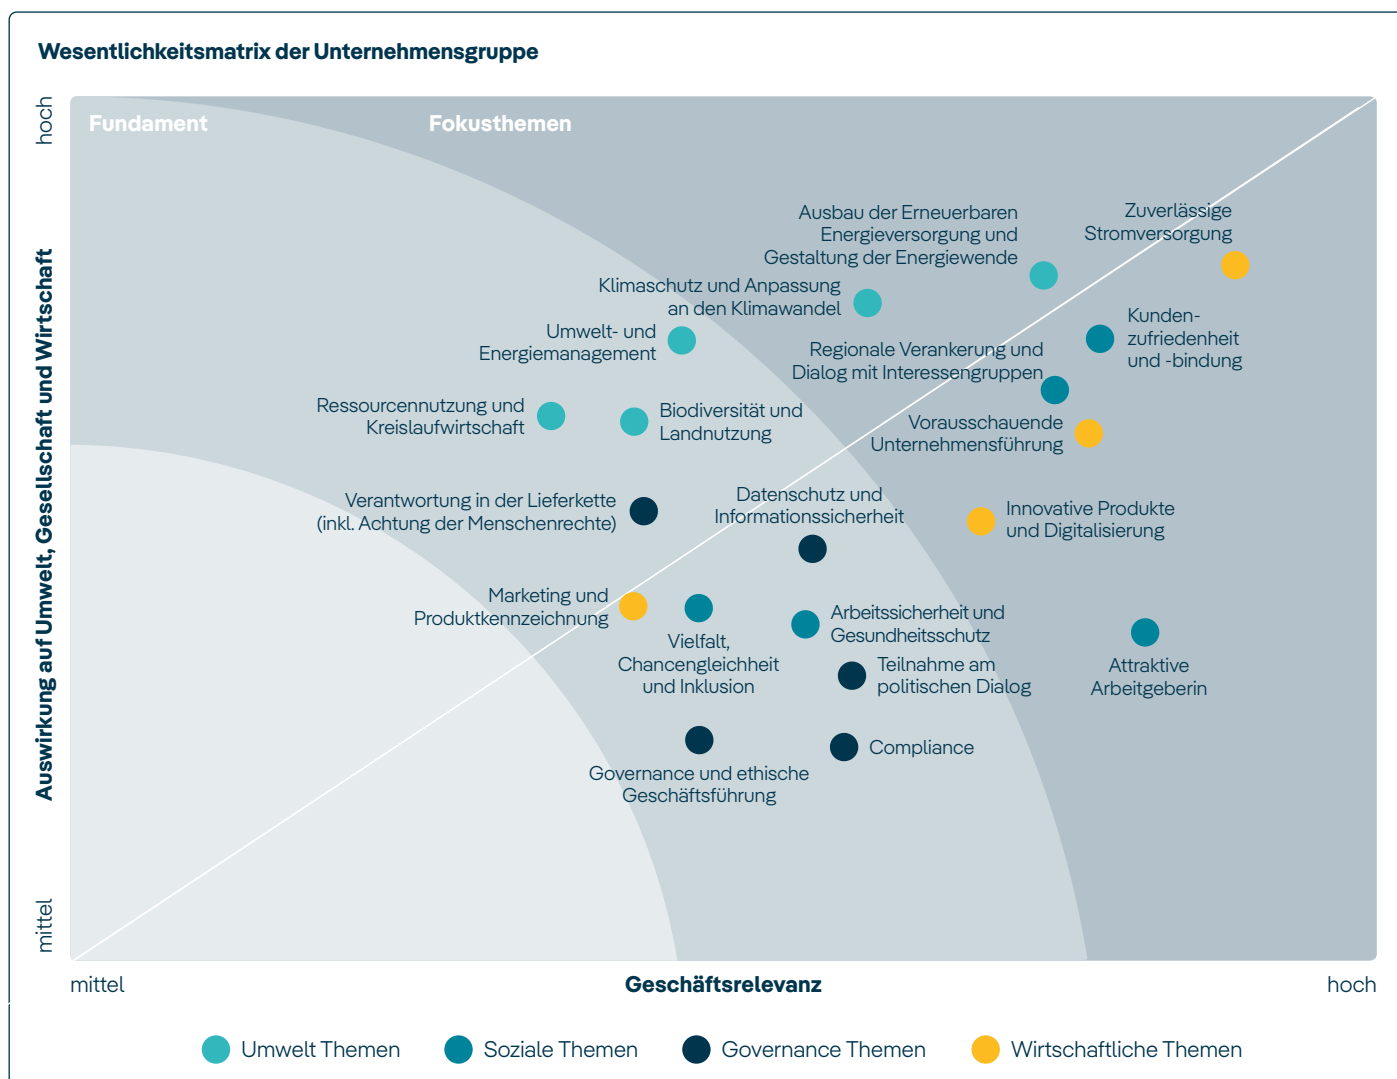 Wesentlichkeitsmatrix der Unternehmensgruppe
hoch
Auswirkung auf Umwelt, Gesellschaft und Wirtschaft
mittel
Fundament
Fokusthemen
Ausbau der Erneuerbaren
Energieversorgung und
Gestaltung der Energiewende
Zuverlässige
Stromversorgung
Klimaschutz und Anpassung
an den Klimawandel
Kunden-
zufriedenheit
und -bindung
Umwelt- und
Energiemanagement
Regionale Verankerung und
Dialog mit Interessengruppen
Ressourcennutzung und
Kreislaufwirtschaft
Biodiversität und
Landnutzung
Vorausschauende
Unternehmensführung
Verantwortung in der Lieferkette
(inkl. Achtung der Menschenrechte)
Datenschutz und
Informationssicherheit
Innovative Produkte
und Digitalisierung
Marketing und
Produktkennzeichnung
Vielfalt,
Chancengleichheit
und Inklusion
Arbeitssicherheit und
Gesundheitsschutz
Teilnahme am
politischen Dialog
Attraktive
Arbeitgeberin
Governance und ethische
Geschäftsführung
Compliance
mittel
Geschäftsrelevanz
hoch
Umwelt Themen
Soziale Themen
Governance Themen
Wirtschaftliche Themen